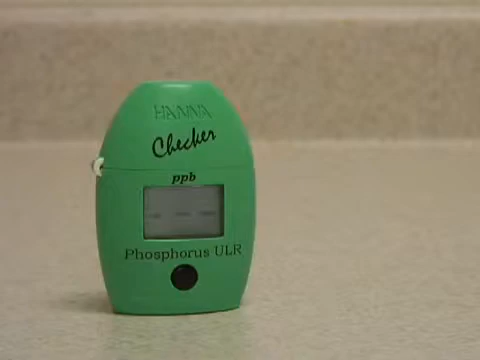 HANNA
Checker
ppb
- - -
Phosphorus ULR